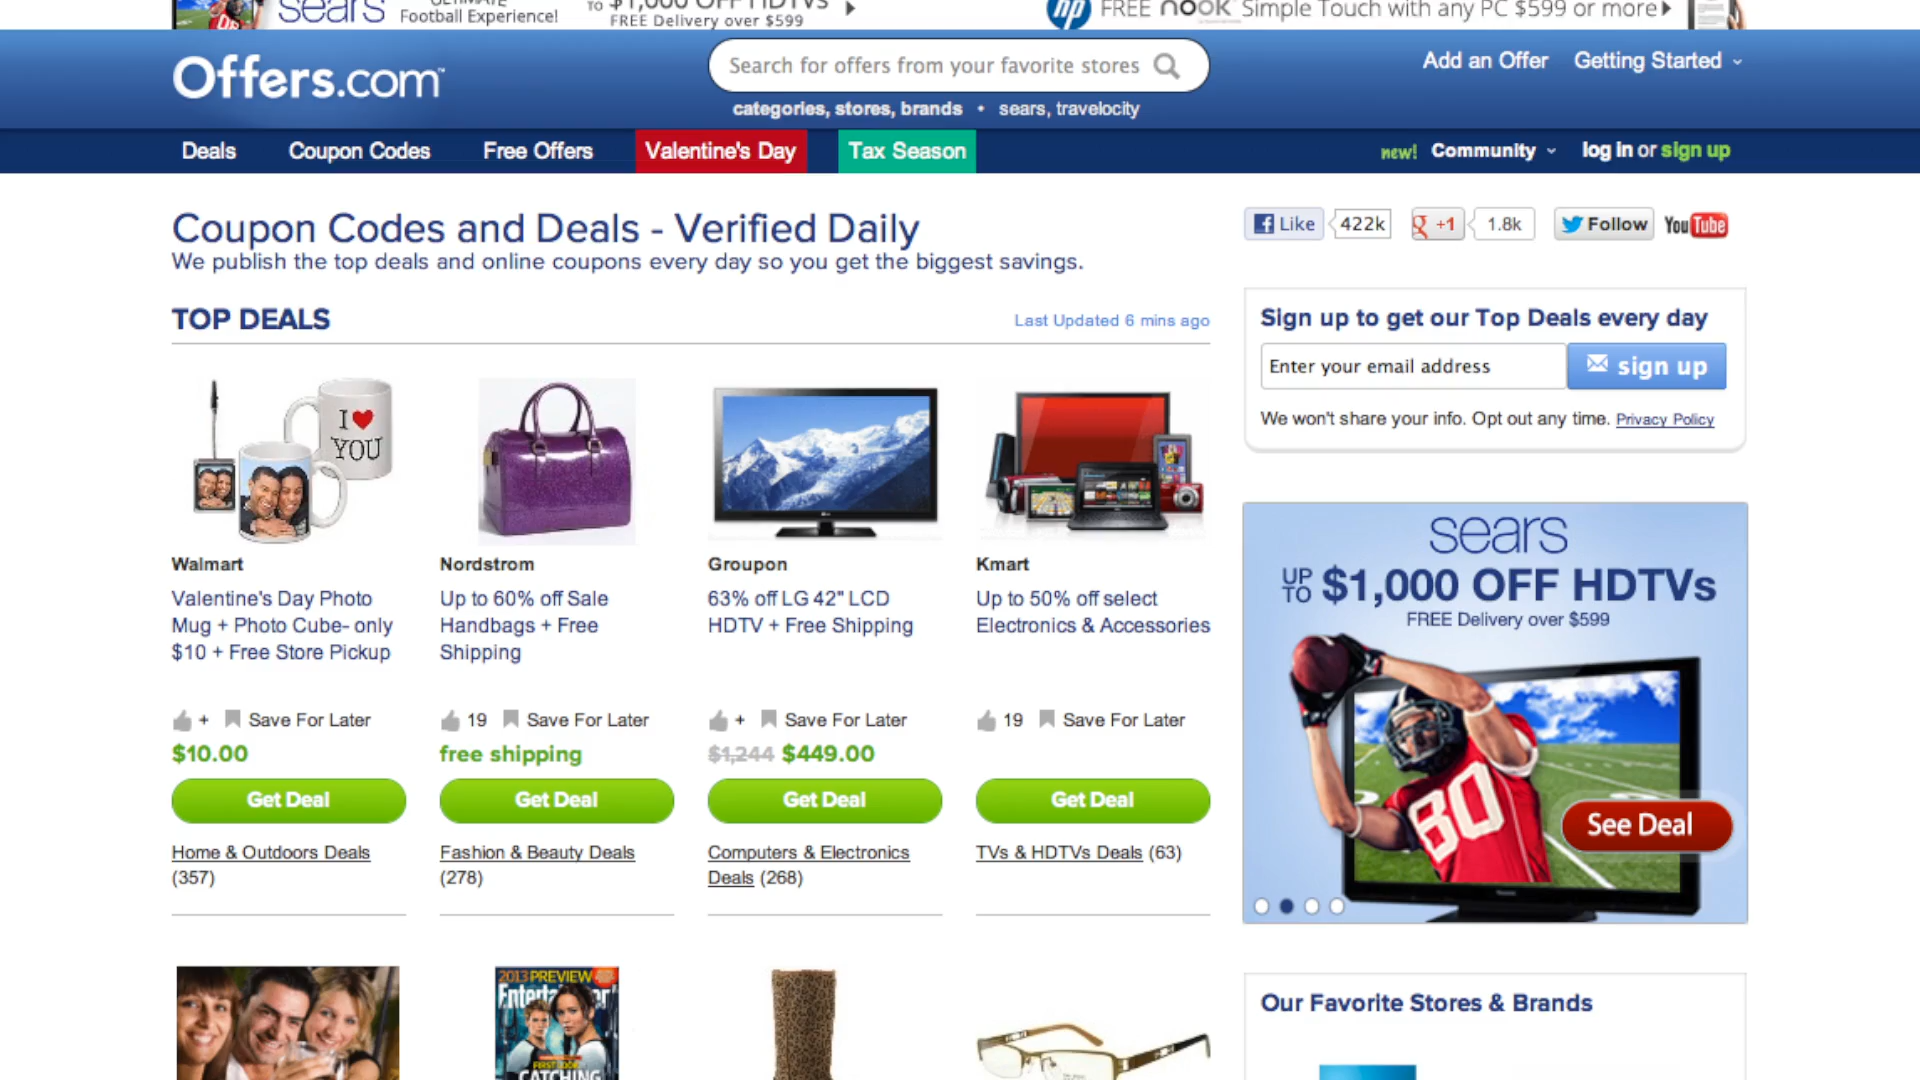 sears
Football Experience!
TO $1,000 OFF HDTVs
FREE Delivery over $599
hp FREE nook Simple Touch with any PC $599 or more
Offers.com
Search for offers from your favorite stores
categories, stores, brands • sears, travelocity
Add an Offer
Getting Started
Deals
Coupon Codes
Free Offers
Valentine's Day
Tax Season
new! Community
log in or sign up
Coupon Codes and Deals - Verified Daily
We publish the top deals and online coupons every day so you get the biggest savings.
Like 422k
g +1 1.8k
Follow
YouTube
TOP DEALS
Last Updated 6 mins ago
Sign up to get our Top Deals every day
Enter your email address
sign up
We won't share your info. Opt out any time. Privacy Policy
I YOU
Walmart
Valentine's Day Photo
Mug + Photo Cube- only
$10 + Free Store Pickup
+ Save For Later
$10.00
Get Deal
Home & Outdoors Deals
(357)
Nordstrom
Up to 60% off Sale
Handbags + Free
Shipping
19 Save For Later
free shipping
Get Deal
Fashion & Beauty Deals
(278)
Groupon
63% off LG 42" LCD
HDTV + Free Shipping
+ Save For Later
$1,244 $449.00
Get Deal
Computers & Electronics
Deals (268)
Kmart
Up to 50% off select
Electronics & Accessories
19 Save For Later
Get Deal
TVs & HDTVs Deals (63)
sears
UP TO $1,000 OFF HDTVs
FREE Delivery over $599
80
See Deal
2013 PREVIEW
FIRST LOOK
CATCHING
Our Favorite Stores & Brands